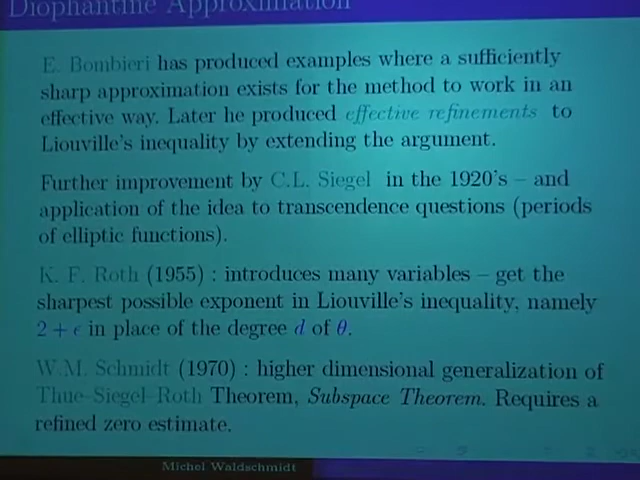 Diophantine Approximation
E. Bombieri has produced examples where a sufficiently
sharp approximation exists for the method to work in an
effective way. Later he produced effective refinements to
Liouville's inequality by extending the argument.
Further improvement by C.L. Siegel in the 1920's – and
application of the idea to transcendence questions (periods
of elliptic functions).
K. F. Roth (1955) : introduces many variables – get the
sharpest possible exponent in Liouville's inequality, namely
2 + ϵ in place of the degree d of θ.
W.M. Schmidt (1970) : higher dimensional generalization of
Thue–Siegel–Roth Theorem, Subspace Theorem. Requires a
refined zero estimate.
Michel Waldschmidt